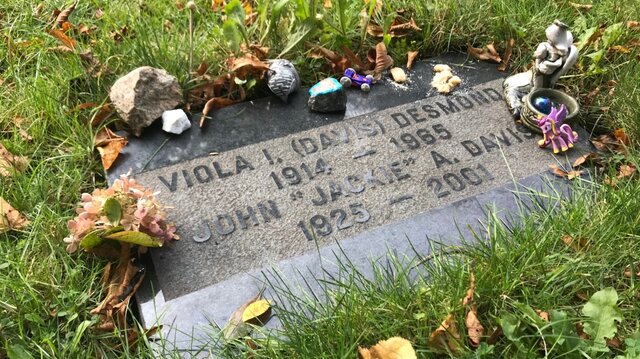 VIOLA I. (DAVIS) DESMOND
1914 - 1965
JOHN "JACKIE" A. DAVIS
1925 - 2001